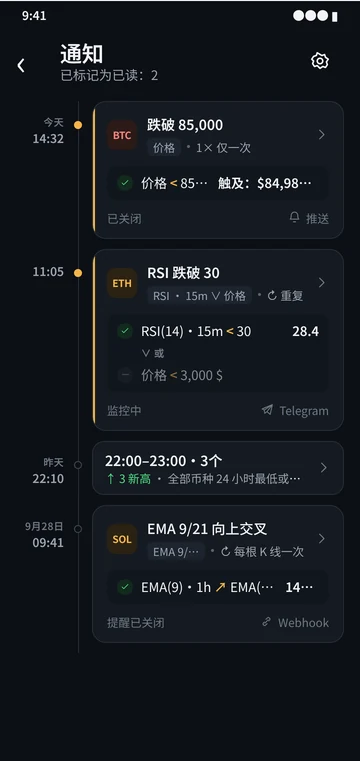 9:41
通知
已标记为已读：2
今天
14:32
BTC
跌破 85,000
价格 • 1× 仅一次
价格 < 85··· 触及：$84,98···
已关闭 推送
11:05
ETH
RSI 跌破 30
RSI · 15m ∨ 价格 • 重复
RSI(14)·15m < 30 28.4
∨ 或
价格 < 3,000 $
监控中 Telegram
昨天
22:10
22:00–23:00·3个
↑ 3 新高 · 全部币种 24 小时最低或···
9月28日
09:41
SOL
EMA 9/21 向上交叉
EMA 9/··· • 每根 K 线一次
EMA(9)·1h ↗ EMA(··· 14···
提醒已关闭 Webhook